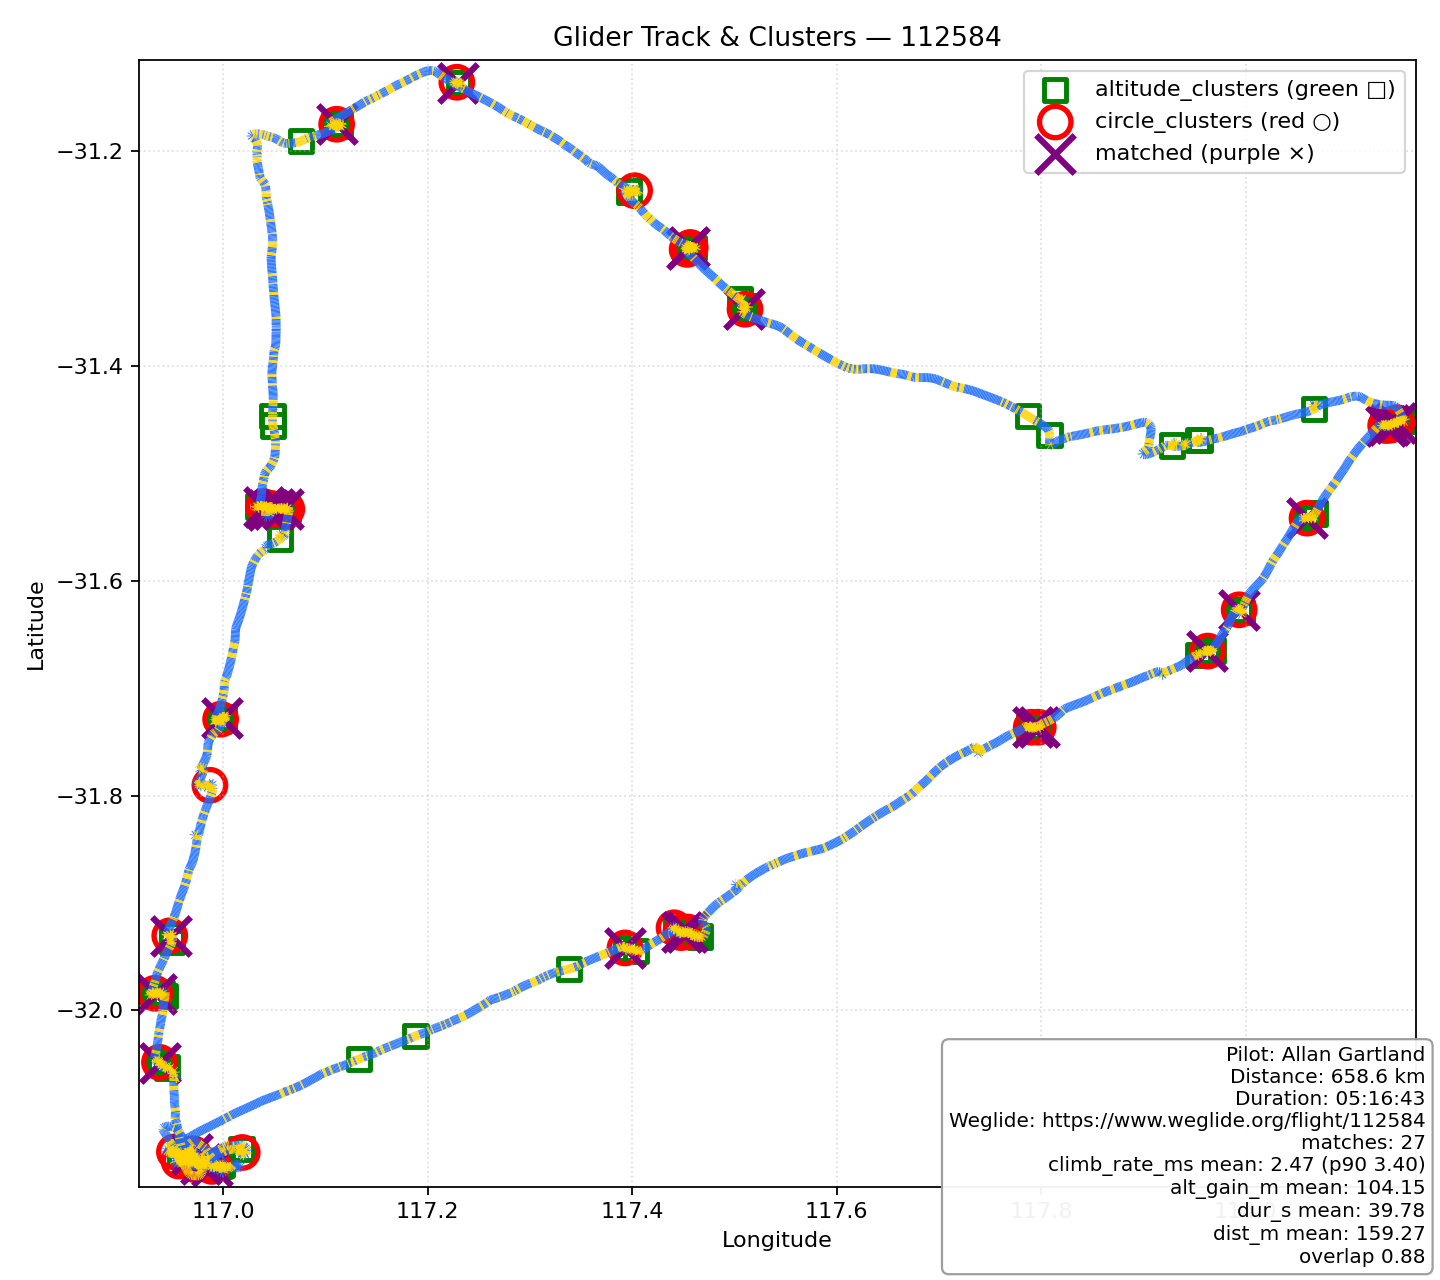 Glider Track & Clusters — 112584
altitude_clusters (green □)
circle_clusters (red ○)
matched (purple ×)
Latitude
−31.2
−31.4
−31.6
−31.8
−32.0
117.0
117.2
117.4
117.6
117.8
Longitude
Pilot: Allan Gartland
Distance: 658.6 km
Duration: 05:16:43
Weglide: https://www.weglide.org/flight/112584
matches: 27
climb_rate_ms mean: 2.47 (p90 3.40)
alt_gain_m mean: 104.15
dur_s mean: 39.78
dist_m mean: 159.27
overlap 0.88